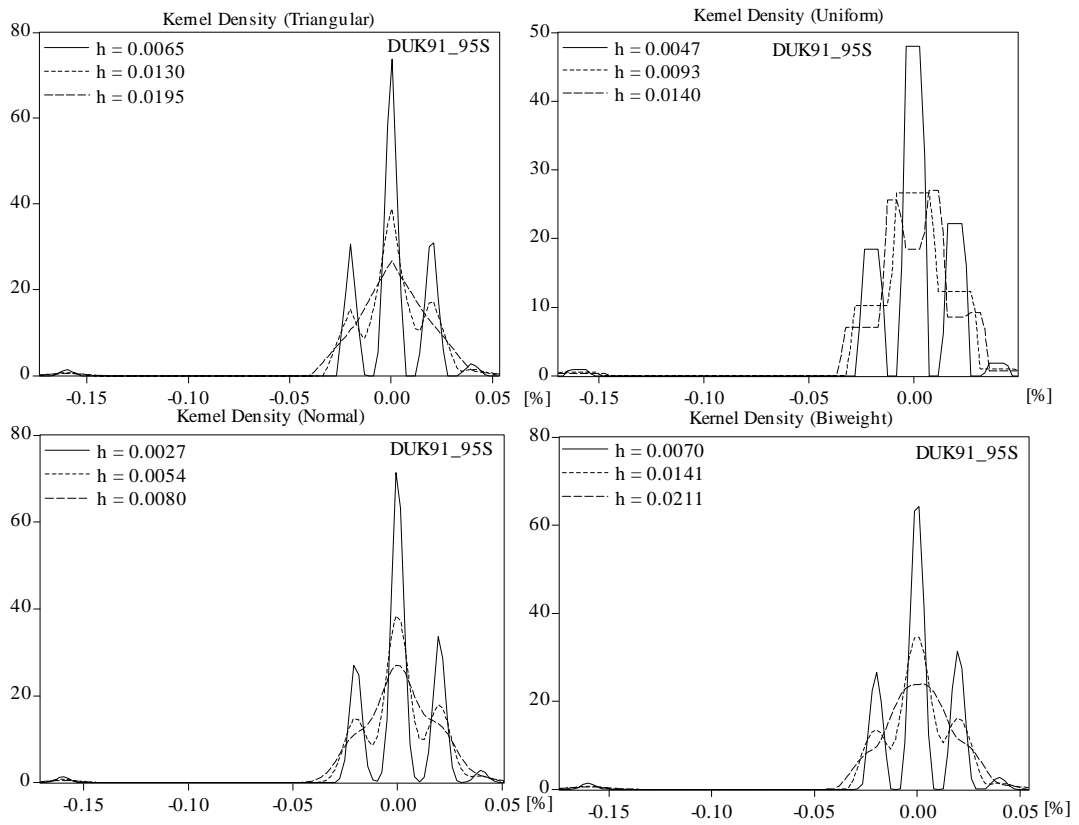 Kernel Density (Triangular)
DUK91_95S
h = 0.0065
h = 0.0130
h = 0.0195
80
60
40
20
0
-0.15
-0.10
-0.05
0.00
0.05
[%]
Kernel Density (Uniform)
DUK91_95S
h = 0.0047
h = 0.0093
h = 0.0140
50
40
30
20
10
0
-0.15
-0.10
-0.05
0.00
[%]
Kernel Density (Normal)
DUK91_95S
h = 0.0027
h = 0.0054
h = 0.0080
80
60
40
20
0
-0.15
-0.10
-0.05
0.00
0.05
[%]
Kernel Density (Biweight)
DUK91_95S
h = 0.0070
h = 0.0141
h = 0.0211
80
60
40
20
0
-0.15
-0.10
-0.05
0.00
0.05
[%]